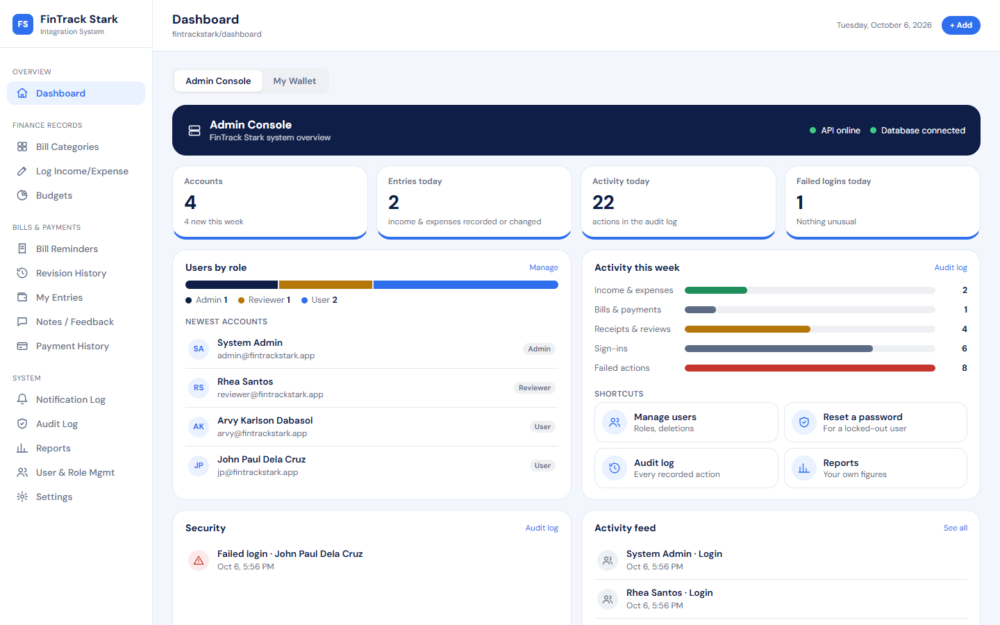 FS
FinTrack Stark
Integration System
OVERVIEW
Dashboard
FINANCE RECORDS
Bill Categories
Log Income/Expense
Budgets
BILLS & PAYMENTS
Bill Reminders
Revision History
My Entries
Notes / Feedback
Payment History
SYSTEM
Notification Log
Audit Log
Reports
User & Role Mgmt
Settings
Dashboard
fintrackstark/dashboard
Tuesday, October 6, 2026
+ Add
Admin Console
My Wallet
Admin Console
FinTrack Stark system overview
API online
Database connected
Accounts
4
4 new this week
Entries today
2
income & expenses recorded or changed
Activity today
22
actions in the audit log
Failed logins today
1
Nothing unusual
Users by role
Manage
Admin 1
Reviewer 1
User 2
NEWEST ACCOUNTS
SA
System Admin
admin@fintrackstark.app
Admin
RS
Rhea Santos
reviewer@fintrackstark.app
Reviewer
AK
Arvy Karlson Dabasol
arvy@fintrackstark.app
User
JP
John Paul Dela Cruz
jp@fintrackstark.app
User
Activity this week
Audit log
Income & expenses 2
Bills & payments 1
Receipts & reviews 4
Sign-ins 6
Failed actions 8
SHORTCUTS
Manage users
Roles, deletions
Reset a password
For a locked-out user
Audit log
Every recorded action
Reports
Your own figures
Security
Audit log
Failed login · John Paul Dela Cruz
Oct 6, 5:56 PM
Activity feed
See all
System Admin · Login
Oct 6, 5:56 PM
Rhea Santos · Login
Oct 6, 5:56 PM